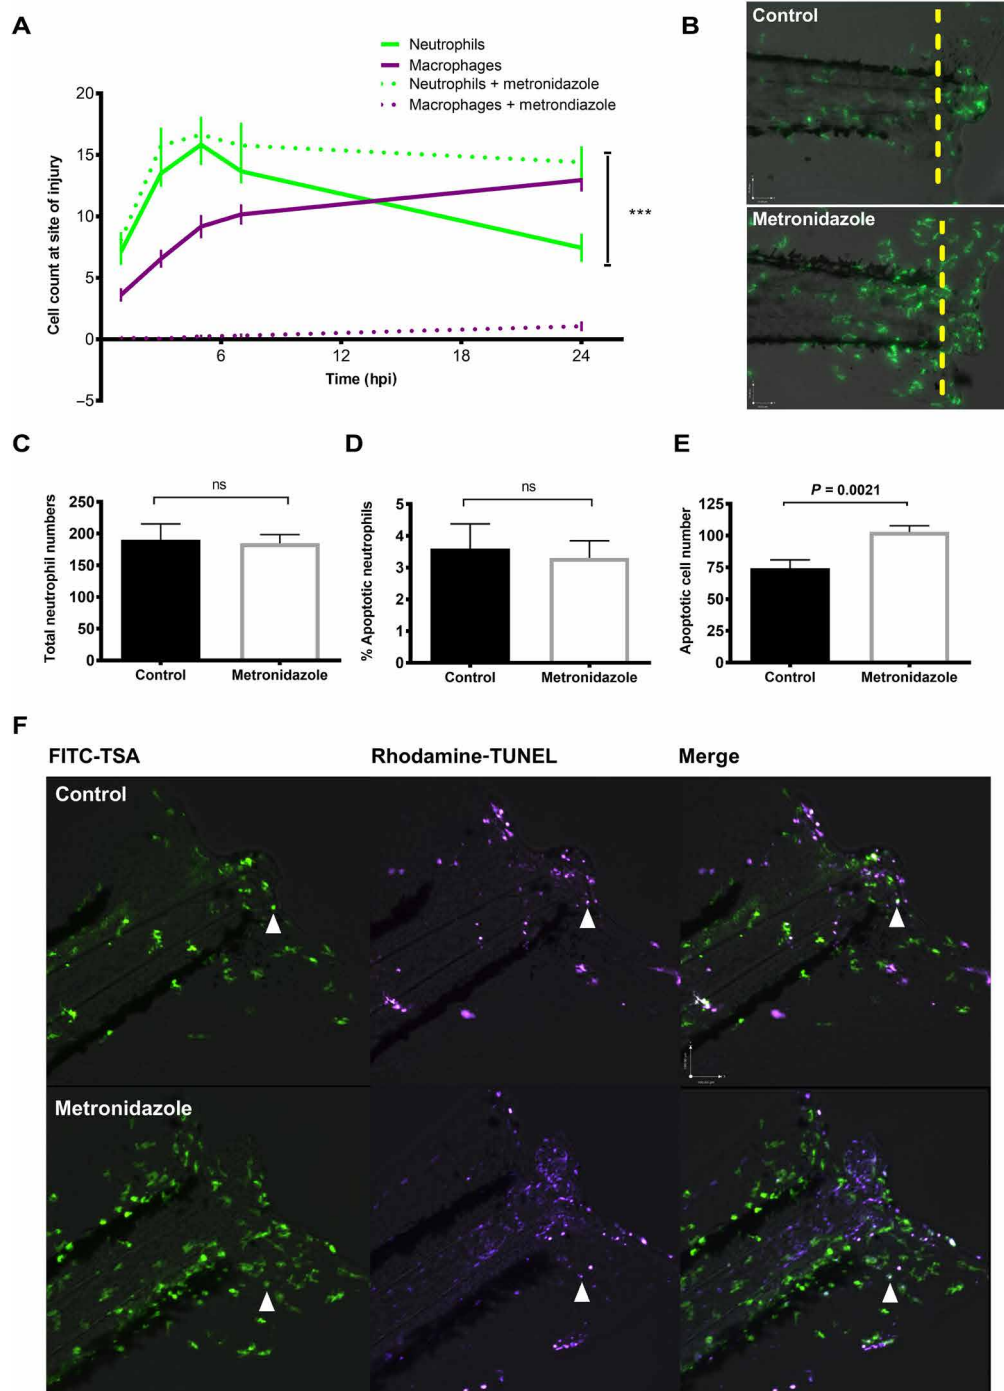 A
Neutrophils
Macrophages
Neutrophils + metronidazole
Macrophages + metrondiazole
20
15
10
5
0
–5
6
12
18
24
Cell count at site of injury
Time (hpi)
***
B
Control
Metronidazole
C
ns
Total neutrophil numbers
250
200
150
100
50
0
Control
Metronidazole
D
ns
% Apoptotic neutrophils
5
4
3
2
1
0
Control
Metronidazole
E
P = 0.0021
Apoptotic cell number
125
100
75
50
25
0
Control
Metronidazole
F
FITC-TSA
Rhodamine-TUNEL
Merge
Control
Metronidazole